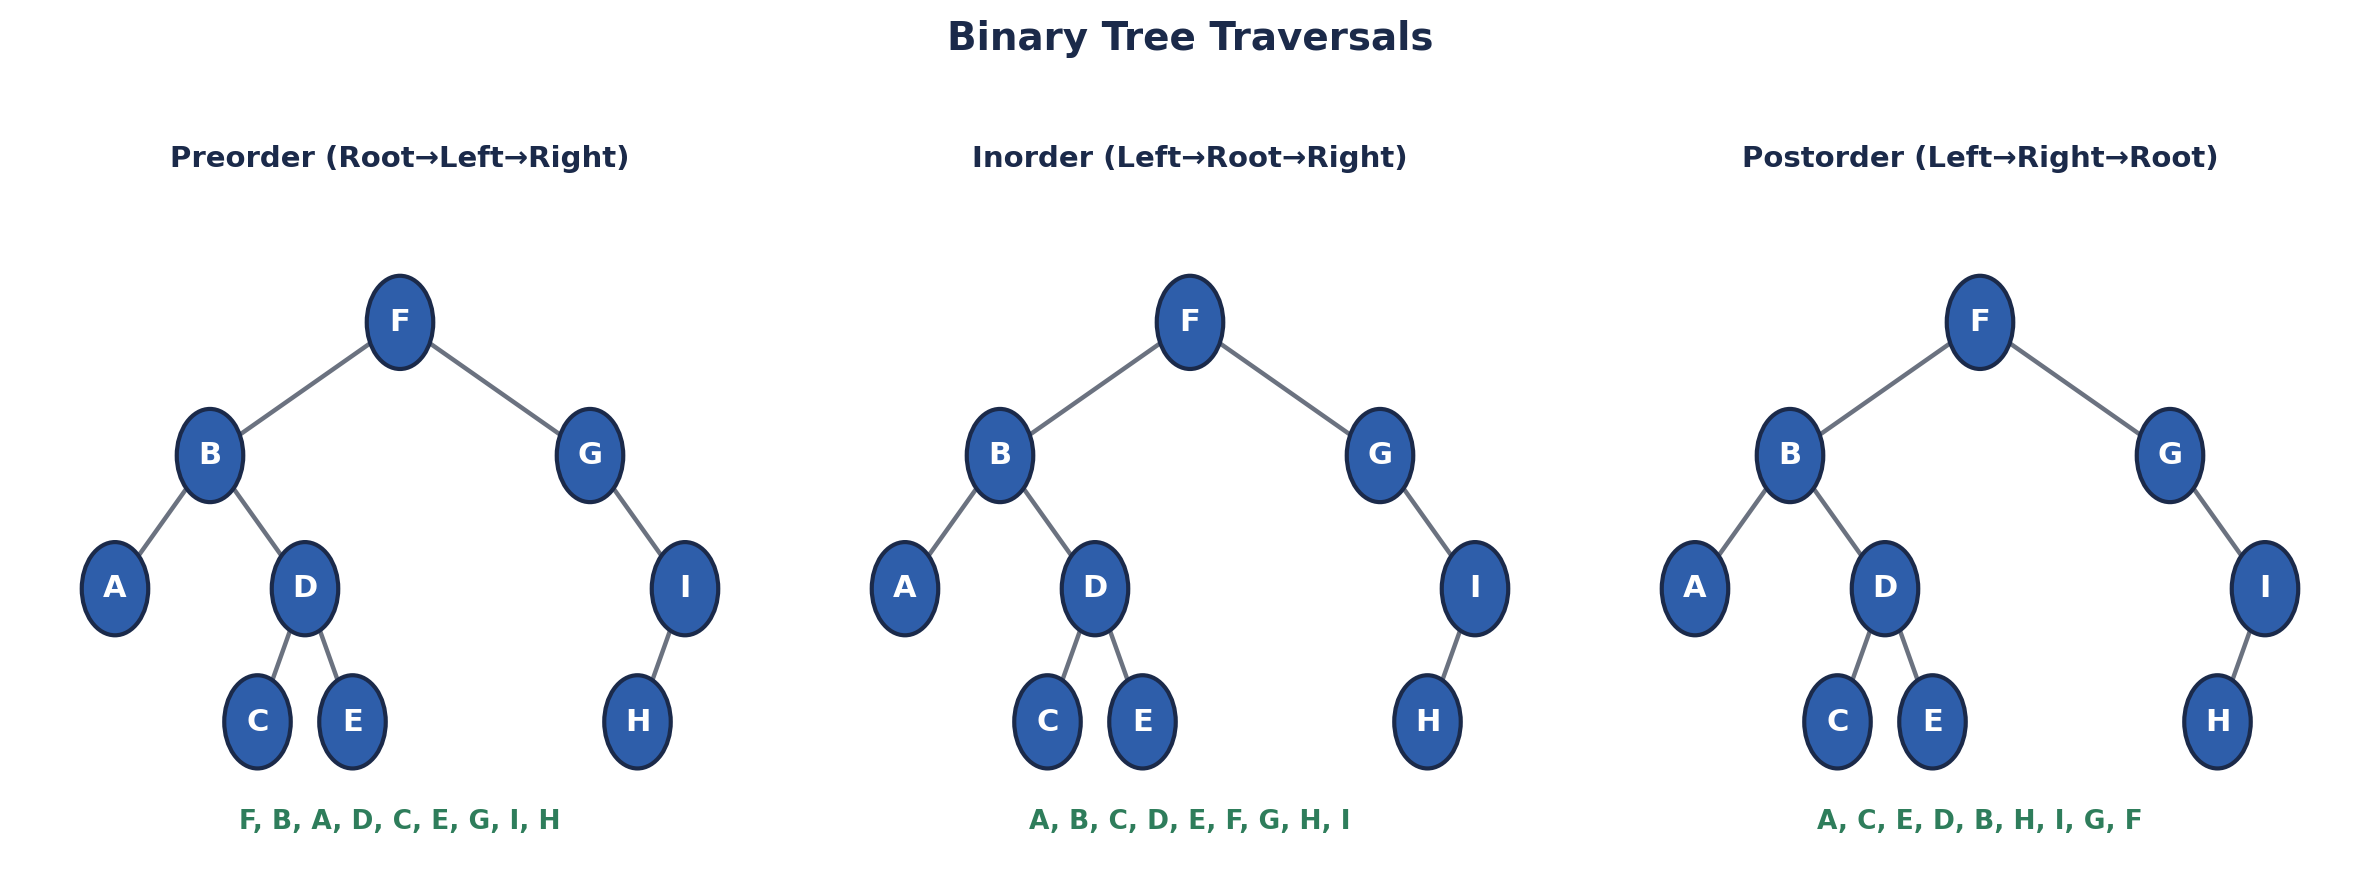 Binary Tree Traversals
Preorder (Root→Left→Right)
F
B
G
A
D
I
C
E
H
F, B, A, D, C, E, G, I, H
Inorder (Left→Root→Right)
F
B
G
A
D
I
C
E
H
A, B, C, D, E, F, G, H, I
Postorder (Left→Right→Root)
F
B
G
A
D
I
C
E
H
A, C, E, D, B, H, I, G, F